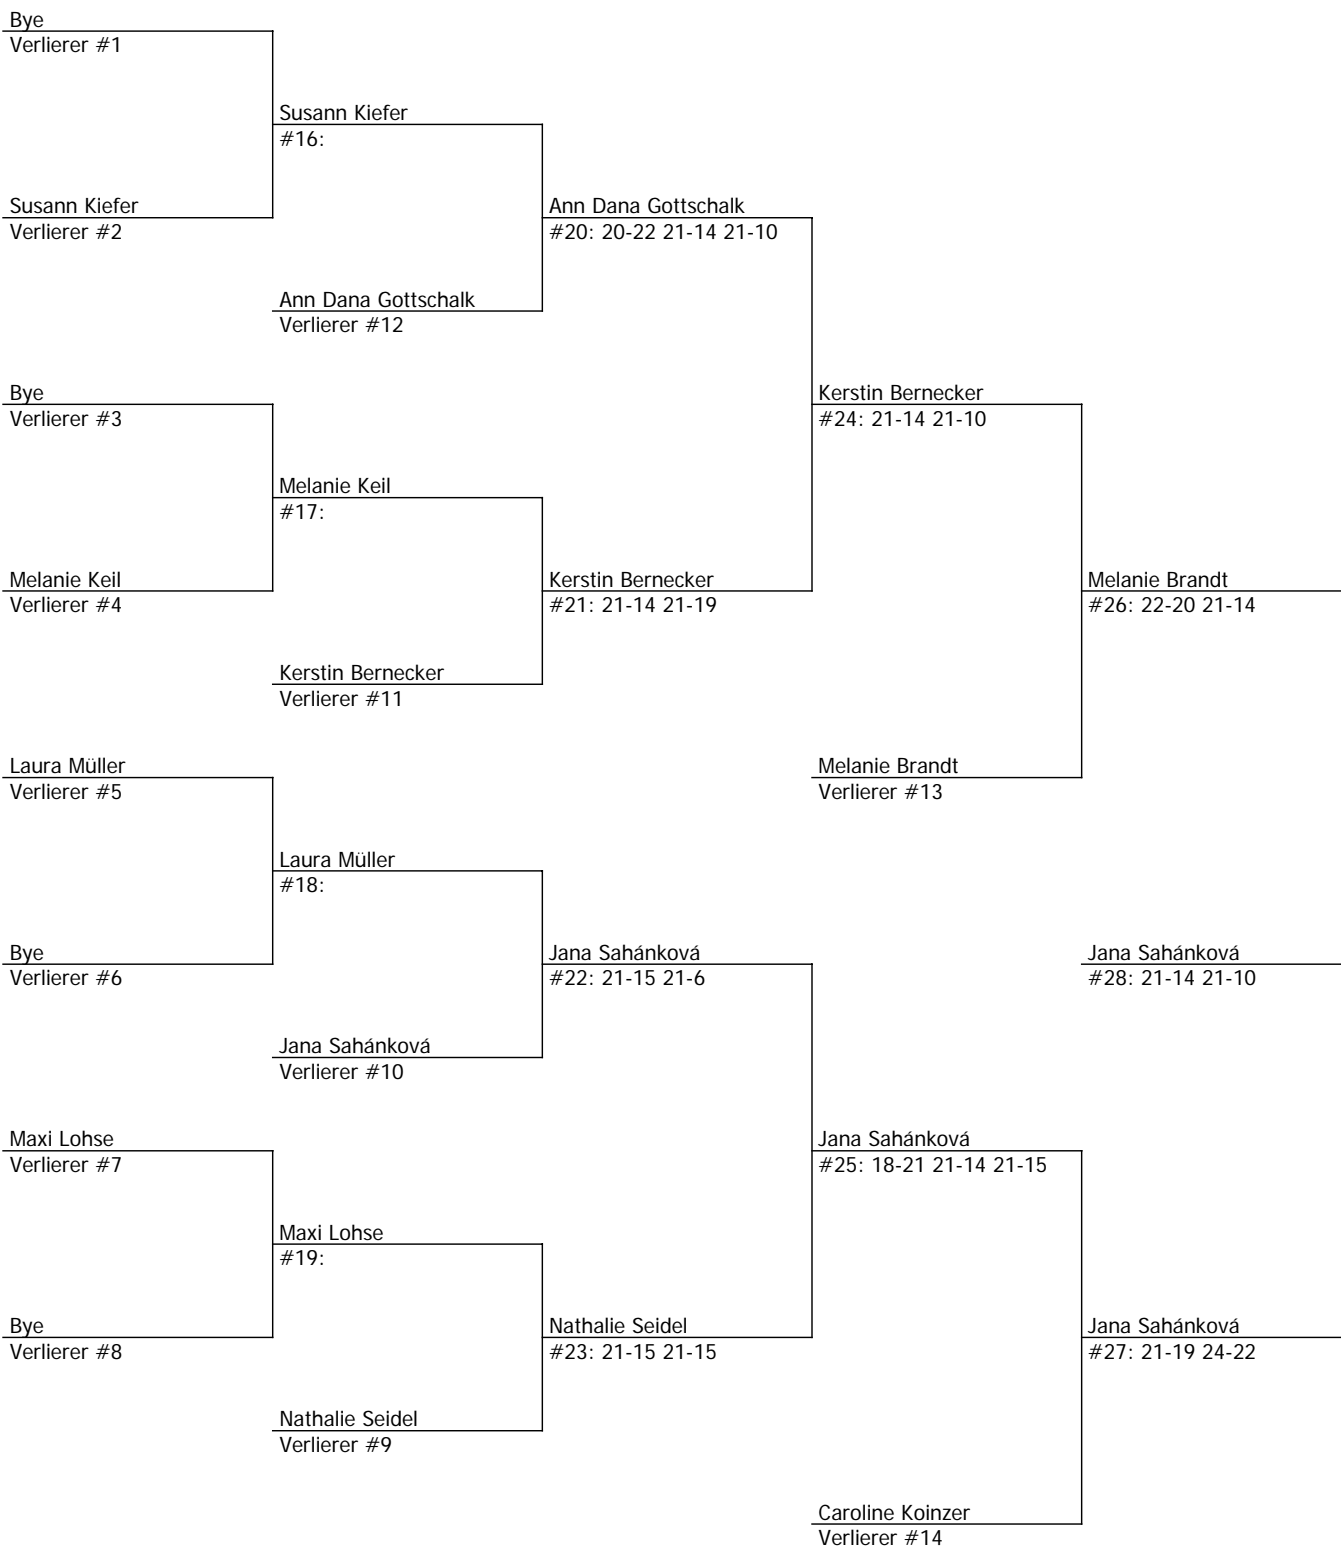 Bye
Verlierer #1
Susann Kiefer
#16:
Susann Kiefer
Verlierer #2
Ann Dana Gottschalk
#20: 20-22 21-14 21-10
Ann Dana Gottschalk
Verlierer #12
Bye
Verlierer #3
Kerstin Bernecker
#24: 21-14 21-10
Melanie Keil
#17:
Melanie Keil
Verlierer #4
Kerstin Bernecker
#21: 21-14 21-19
Melanie Brandt
#26: 22-20 21-14
Kerstin Bernecker
Verlierer #11
Laura Müller
Verlierer #5
Melanie Brandt
Verlierer #13
Laura Müller
#18:
Bye
Verlierer #6
Jana Sahánková
#22: 21-15 21-6
Jana Sahánková
#28: 21-14 21-10
Jana Sahánková
Verlierer #10
Maxi Lohse
Verlierer #7
Jana Sahánková
#25: 18-21 21-14 21-15
Maxi Lohse
#19:
Bye
Verlierer #8
Nathalie Seidel
#23: 21-15 21-15
Jana Sahánková
#27: 21-19 24-22
Nathalie Seidel
Verlierer #9
Caroline Koinzer
Verlierer #14